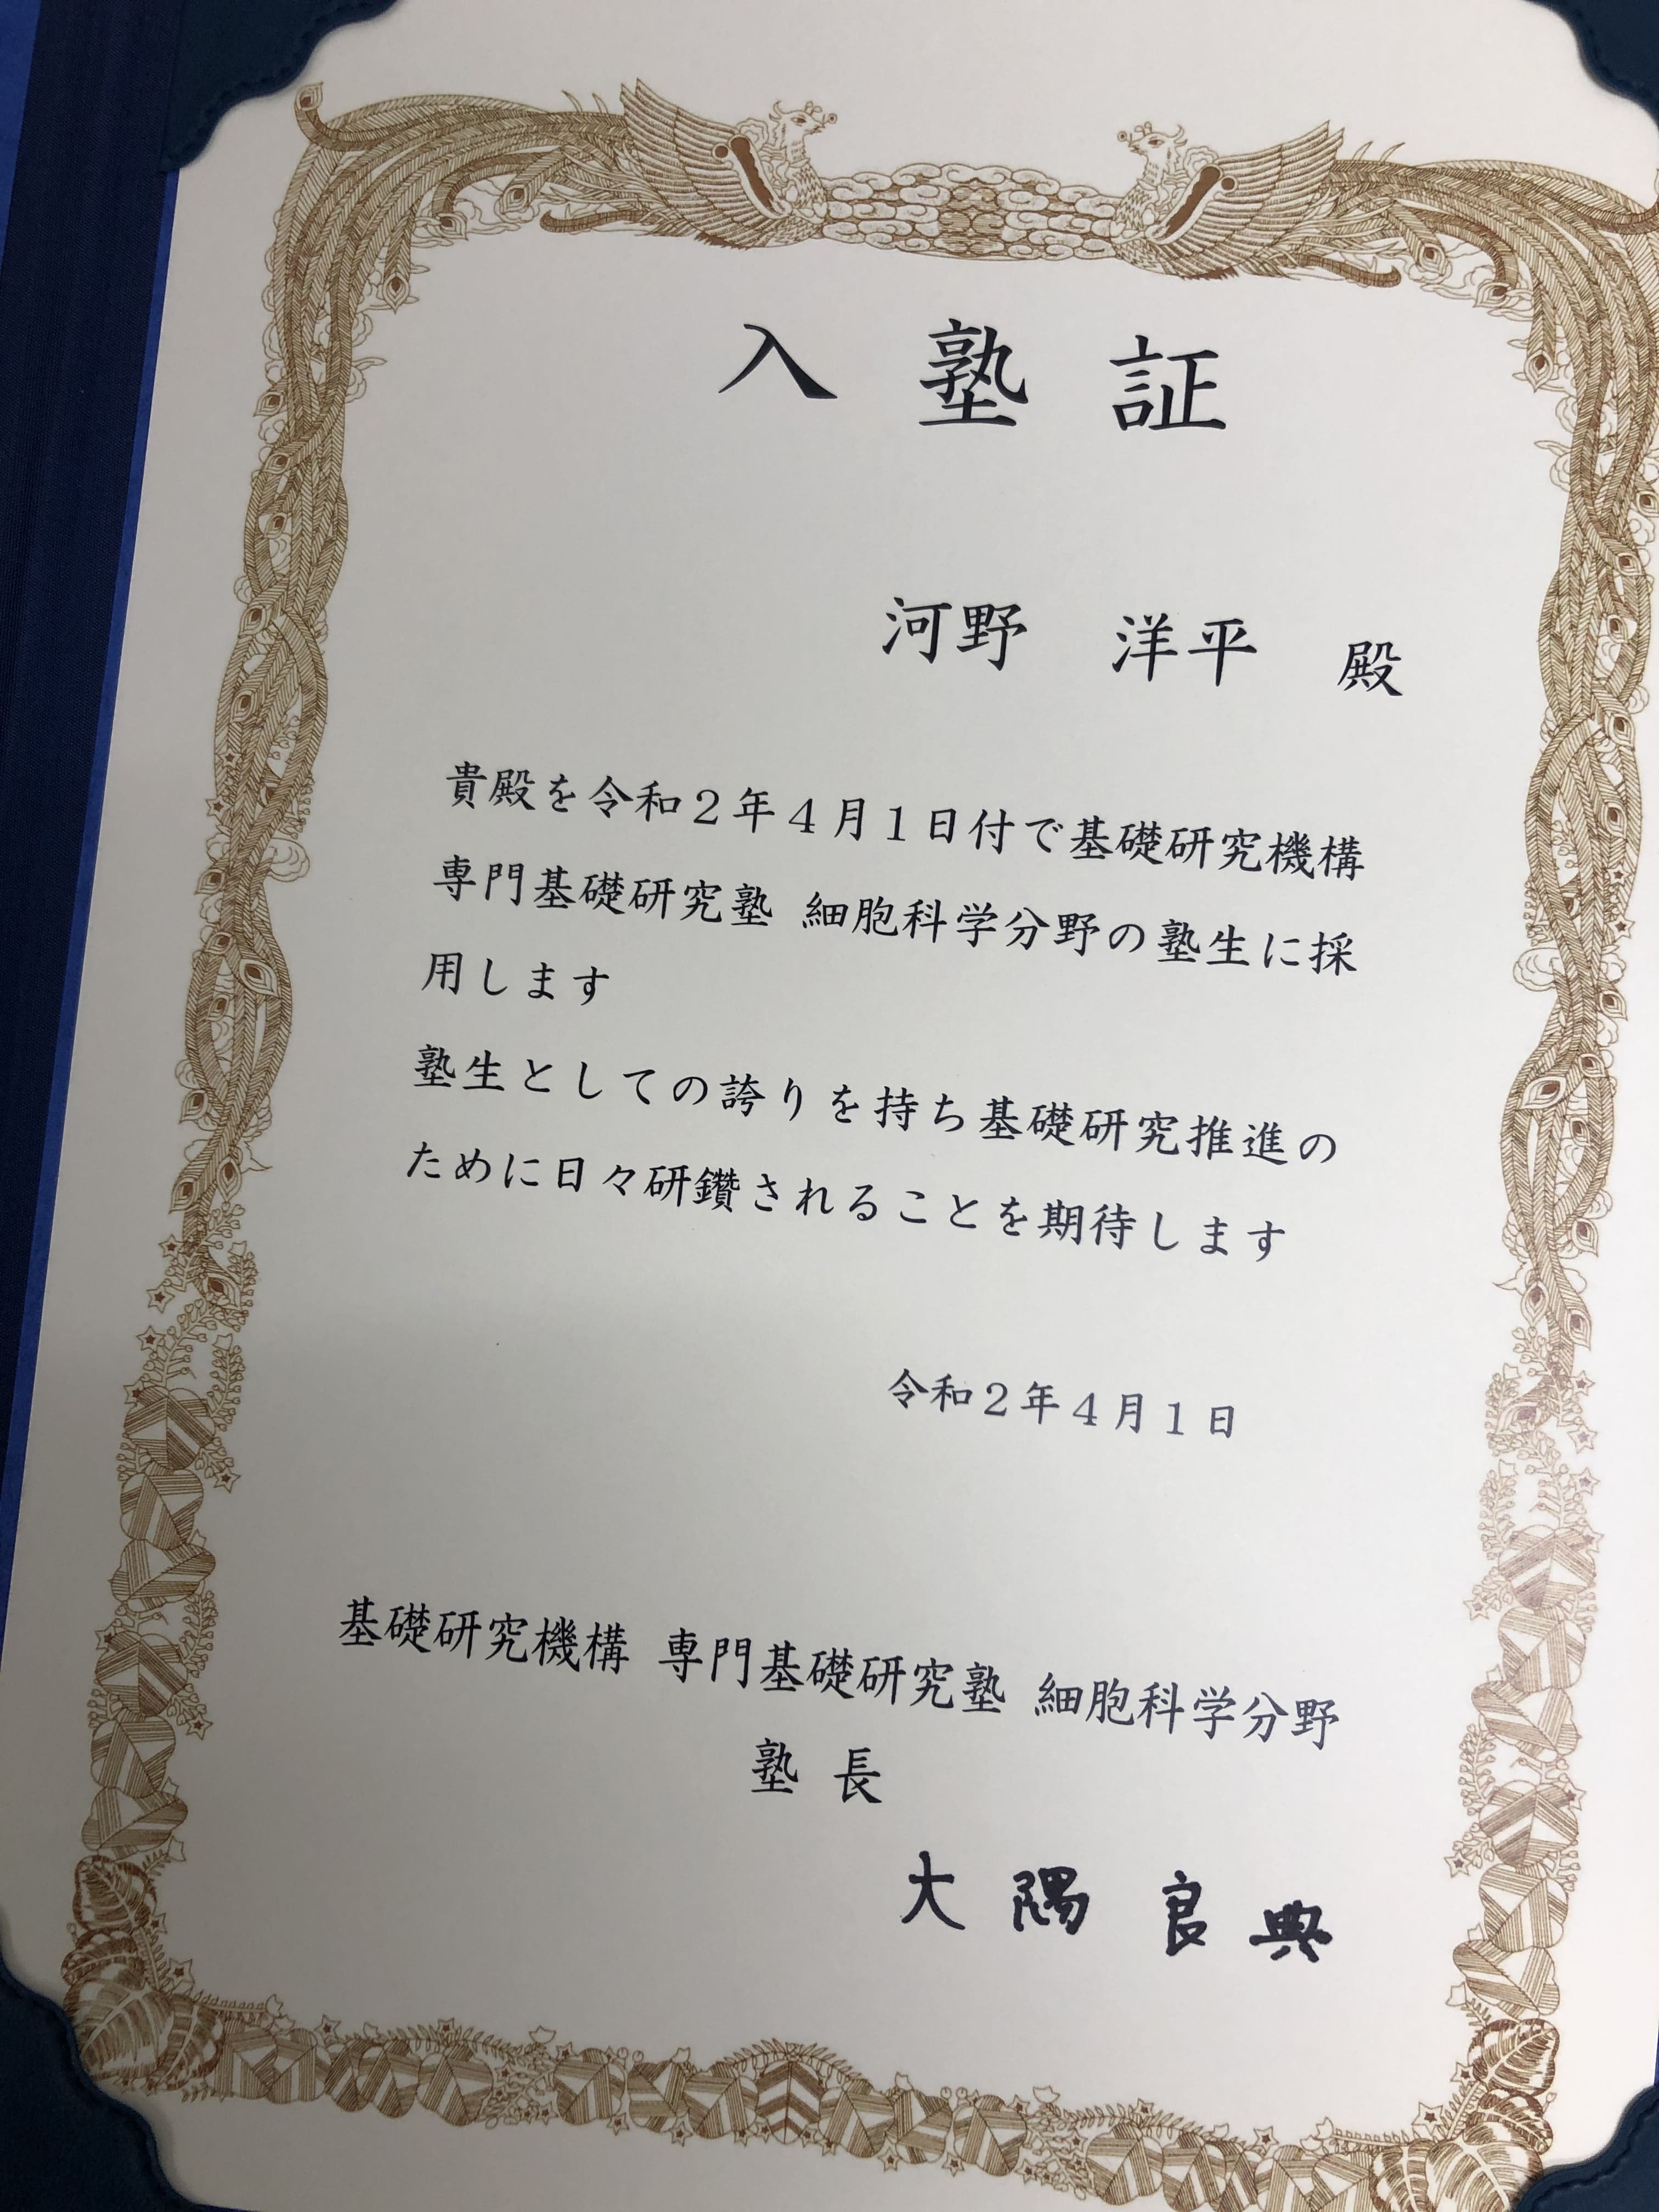 入塾証
河野 洋平 殿
貴殿を令和2年4月1日付で基礎研究機構
専門基礎研究塾 細胞科学分野の塾生に採
用します
塾生としての誇りを持ち基礎研究推進の
ために日々研鑽されることを期待します
令和2年4月1日
基礎研究機構 専門基礎研究塾 細胞科学分野
塾長
大隅良典